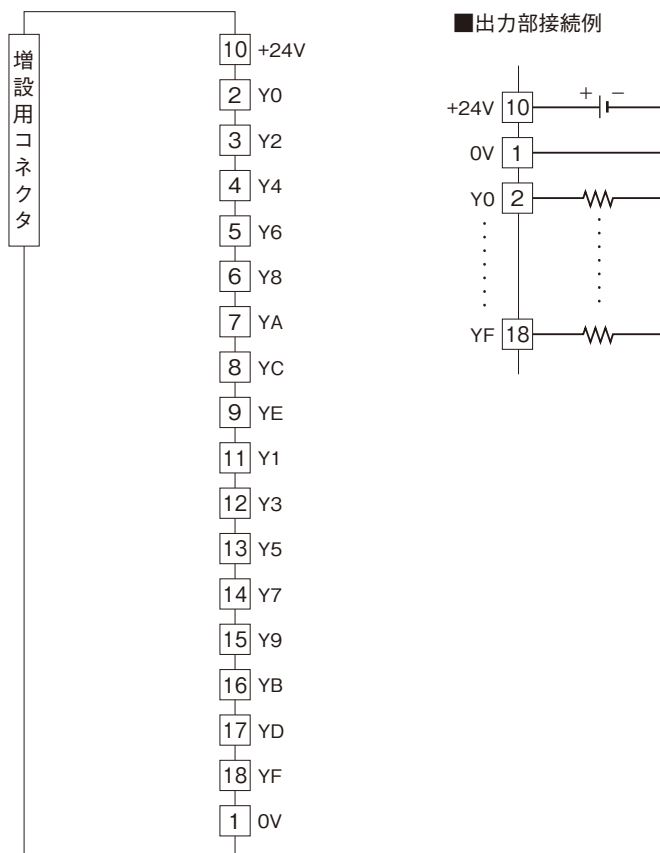 増設用コネクタ
10 +24V
2 Y0
3 Y2
4 Y4
5 Y6
6 Y8
7 YA
8 YC
9 YE
11 Y1
12 Y3
13 Y5
14 Y7
15 Y9
16 YB
17 YD
18 YF
1 0V
■出力部接続例
+24V 10 + −
0V 1
Y0 2
YF 18